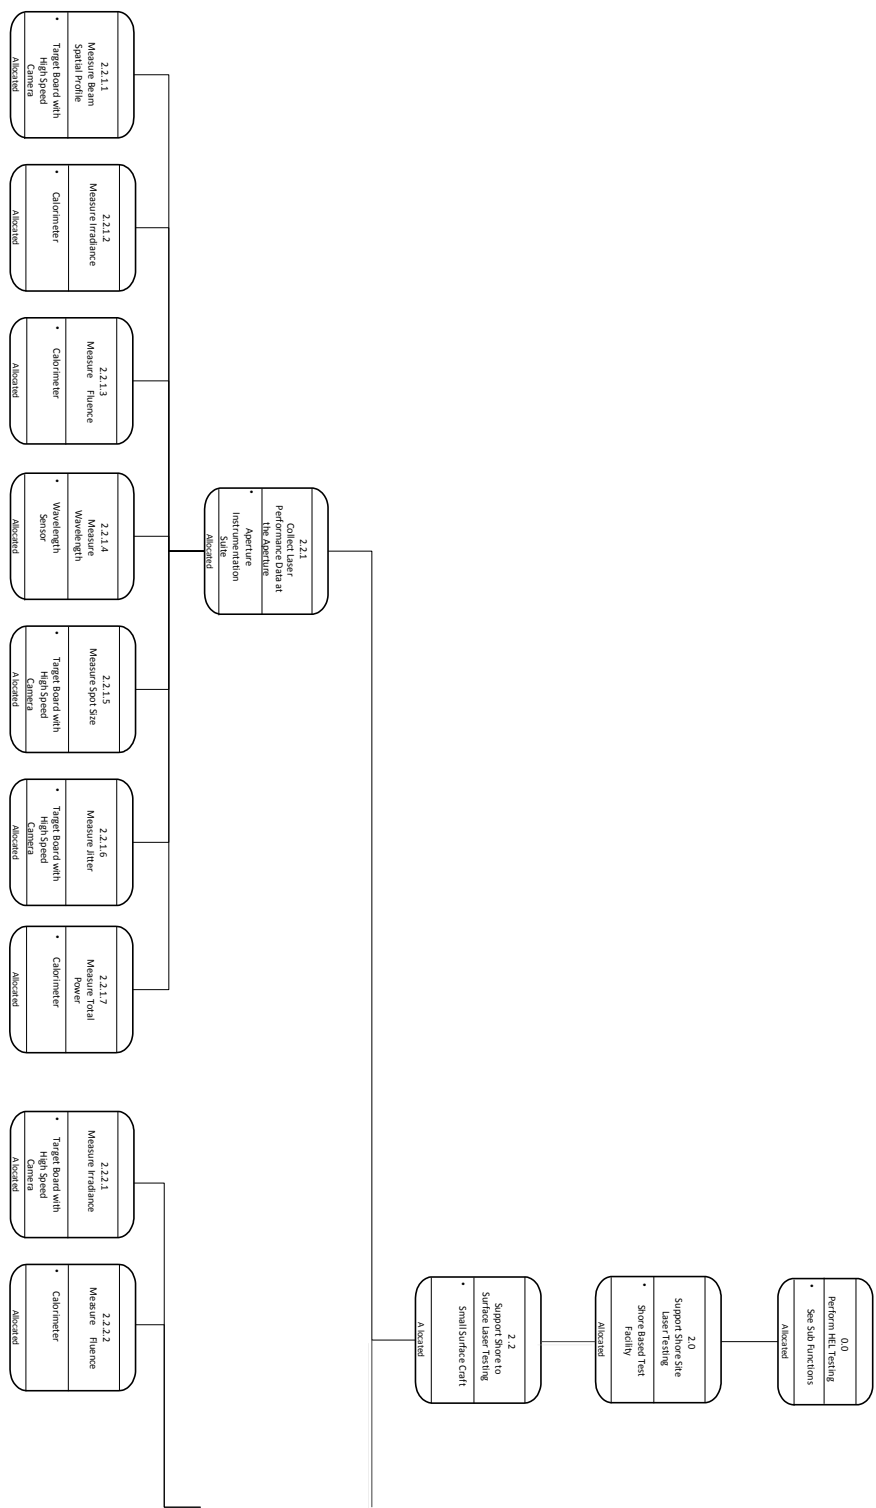 0.0
Perform HEL Testing
• See Sub Functions
Allocated
2.0
Support Shore Site
Laser Testing
• Shore Based Test
Facility
Allocated
2.2
Support Shore to
Surface Laser Testing
• Small Surface Craft
Allocated
2.2.1
Collect Laser
Performance Data at
the Aperture
• Aperture
Instrumentation
Suite
Allocated
2.2.1.1
Measure Beam
Spatial Profile
• Target Board with
High Speed
Camera
Allocated
2.2.1.2
Measure Irradiance
• Calorimeter
Allocated
2.2.1.3
Measure Fluence
• Calorimeter
Allocated
2.2.1.4
Measure
Wavelength
• Wavelength
Sensor
Allocated
2.2.1.5
Measure Spot Size
• Target Board with
High Speed
Camera
Allocated
2.2.1.6
Measure Jitter
• Target Board with
High Speed
Camera
Allocated
2.2.1.7
Measure Total
Power
• Calorimeter
Allocated
2.2.2.1
Measure Irradiance
• Target Board with
High Speed
Camera
Allocated
2.2.2.2
Measure Fluence
• Calorimeter
Allocated